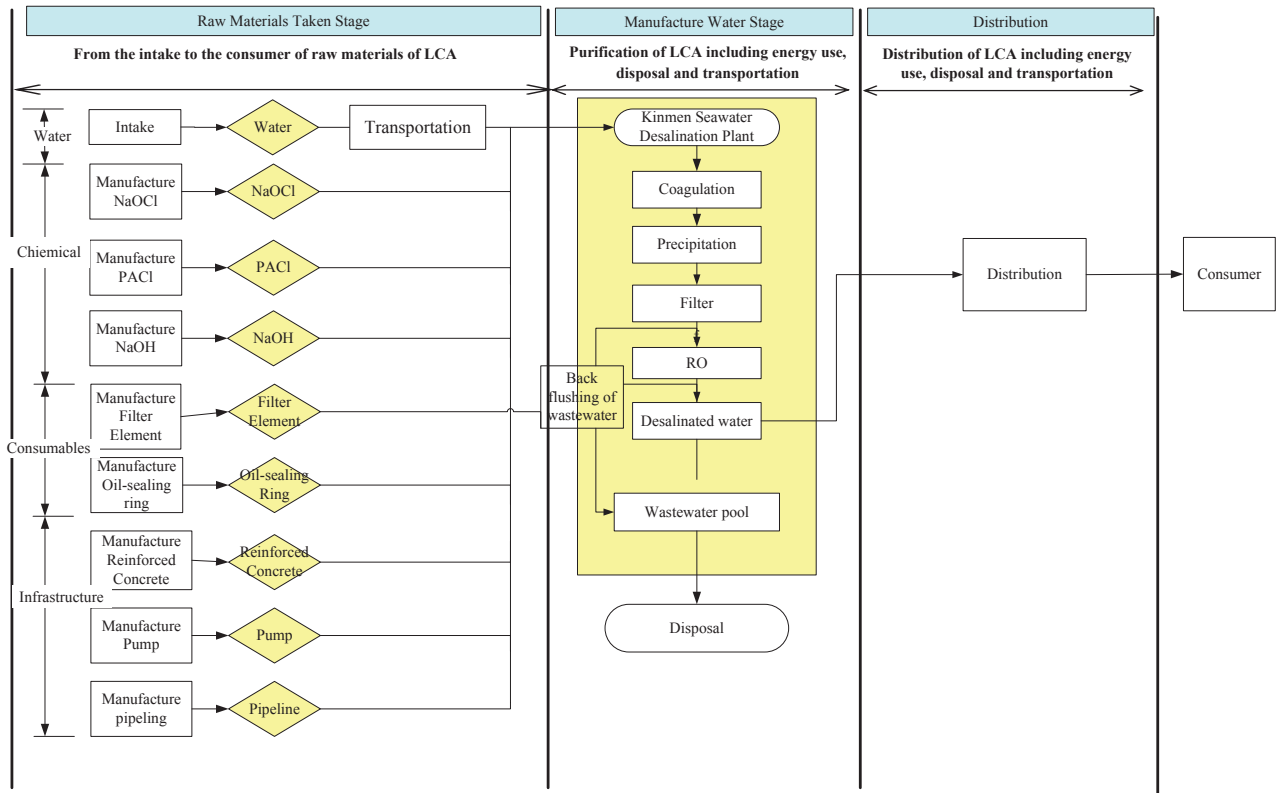 Raw Materials Taken Stage
Manufacture Water Stage
Distribution
From the intake to the consumer of raw materials of LCA
Purification of LCA including energy use,
disposal and transportation
Distribution of LCA including energy
use, disposal and transportation
Water
Intake
Water
Transportation
Kinmen Seawater
Desalination Plant
Chiemical
Manufacture
NaOCl
NaOCl
Coagulation
Manufacture
PACl
PACl
Precipitation
Distribution
Consumer
Filter
Manufacture
NaOH
NaOH
RO
Back
flushing of
wastewater
Consumables
Manufacture
Filter
Element
Filter
Element
Desalinated water
Manufacture
Oil-sealing
ring
Oil-sealing
Ring
Wastewater pool
Infrastructure
Manufacture
Reinforced
Concrete
Reinforced
Concrete
Disposal
Manufacture
Pump
Pump
Manufacture
pipeling
Pipeline